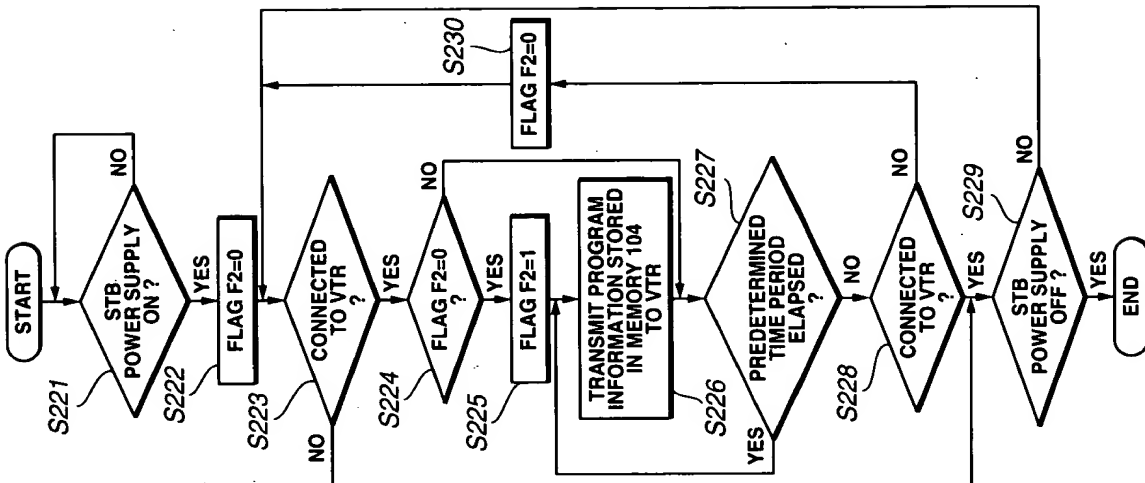 START
S221
STB
POWER SUPPLY
ON ?
NO
YES
S222
FLAG F2=0
S223
CONNECTED
TO VTR
?
NO
YES
S224
FLAG F2=0
?
NO
YES
S225
FLAG F2=1
TRANSMIT PROGRAM
INFORMATION STORED
IN MEMORY 104
TO VTR
S226
S227
PREDETERMINED
TIME PERIOD
ELAPSED
?
YES
NO
S228
CONNECTED
TO VTR
?
NO
YES
S230
FLAG F2=0
S229
STB
POWER SUPPLY
OFF ?
NO
YES
END